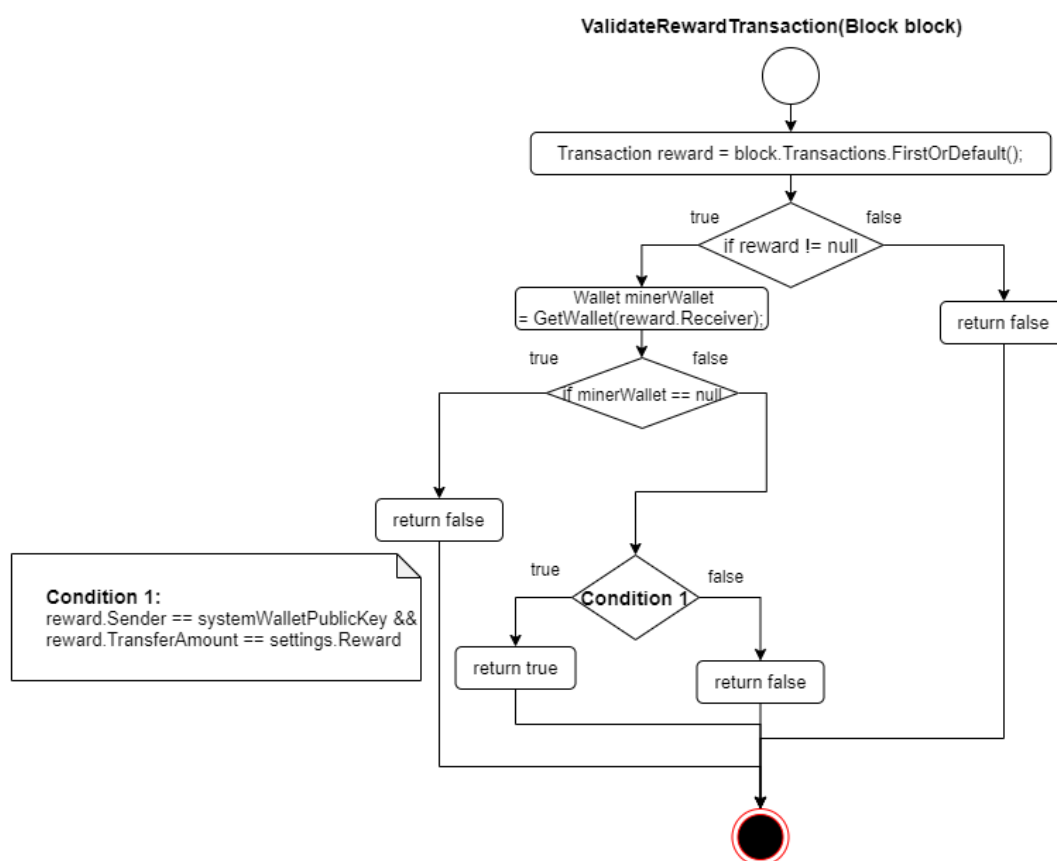 ValidateRewardTransaction(Block block)
Transaction reward = block.Transactions.FirstOrDefault();
true
false
if reward != null
Wallet minerWallet
= GetWallet(reward.Receiver);
return false
true
false
if minerWallet == null
return false
Condition 1:
reward.Sender == systemWalletPublicKey &&
reward.TransferAmount == settings.Reward
true
false
Condition 1
return true
return false